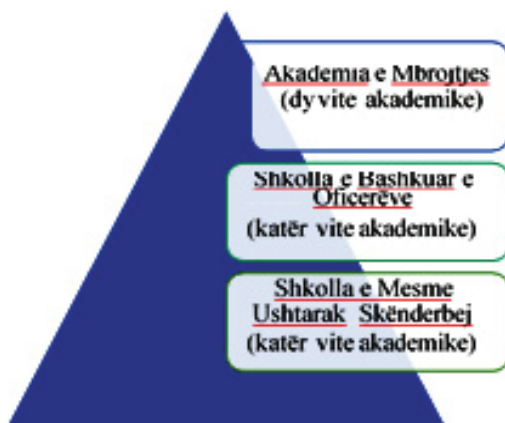 Akademia e Mbrojtjes
(dy vite akademike)
Shkolla e Bashkuar e
Oficerëve
(katër vite akademike)
Shkolla e Mesme
Ushtarak Skënderbej
(katër vite akademike)